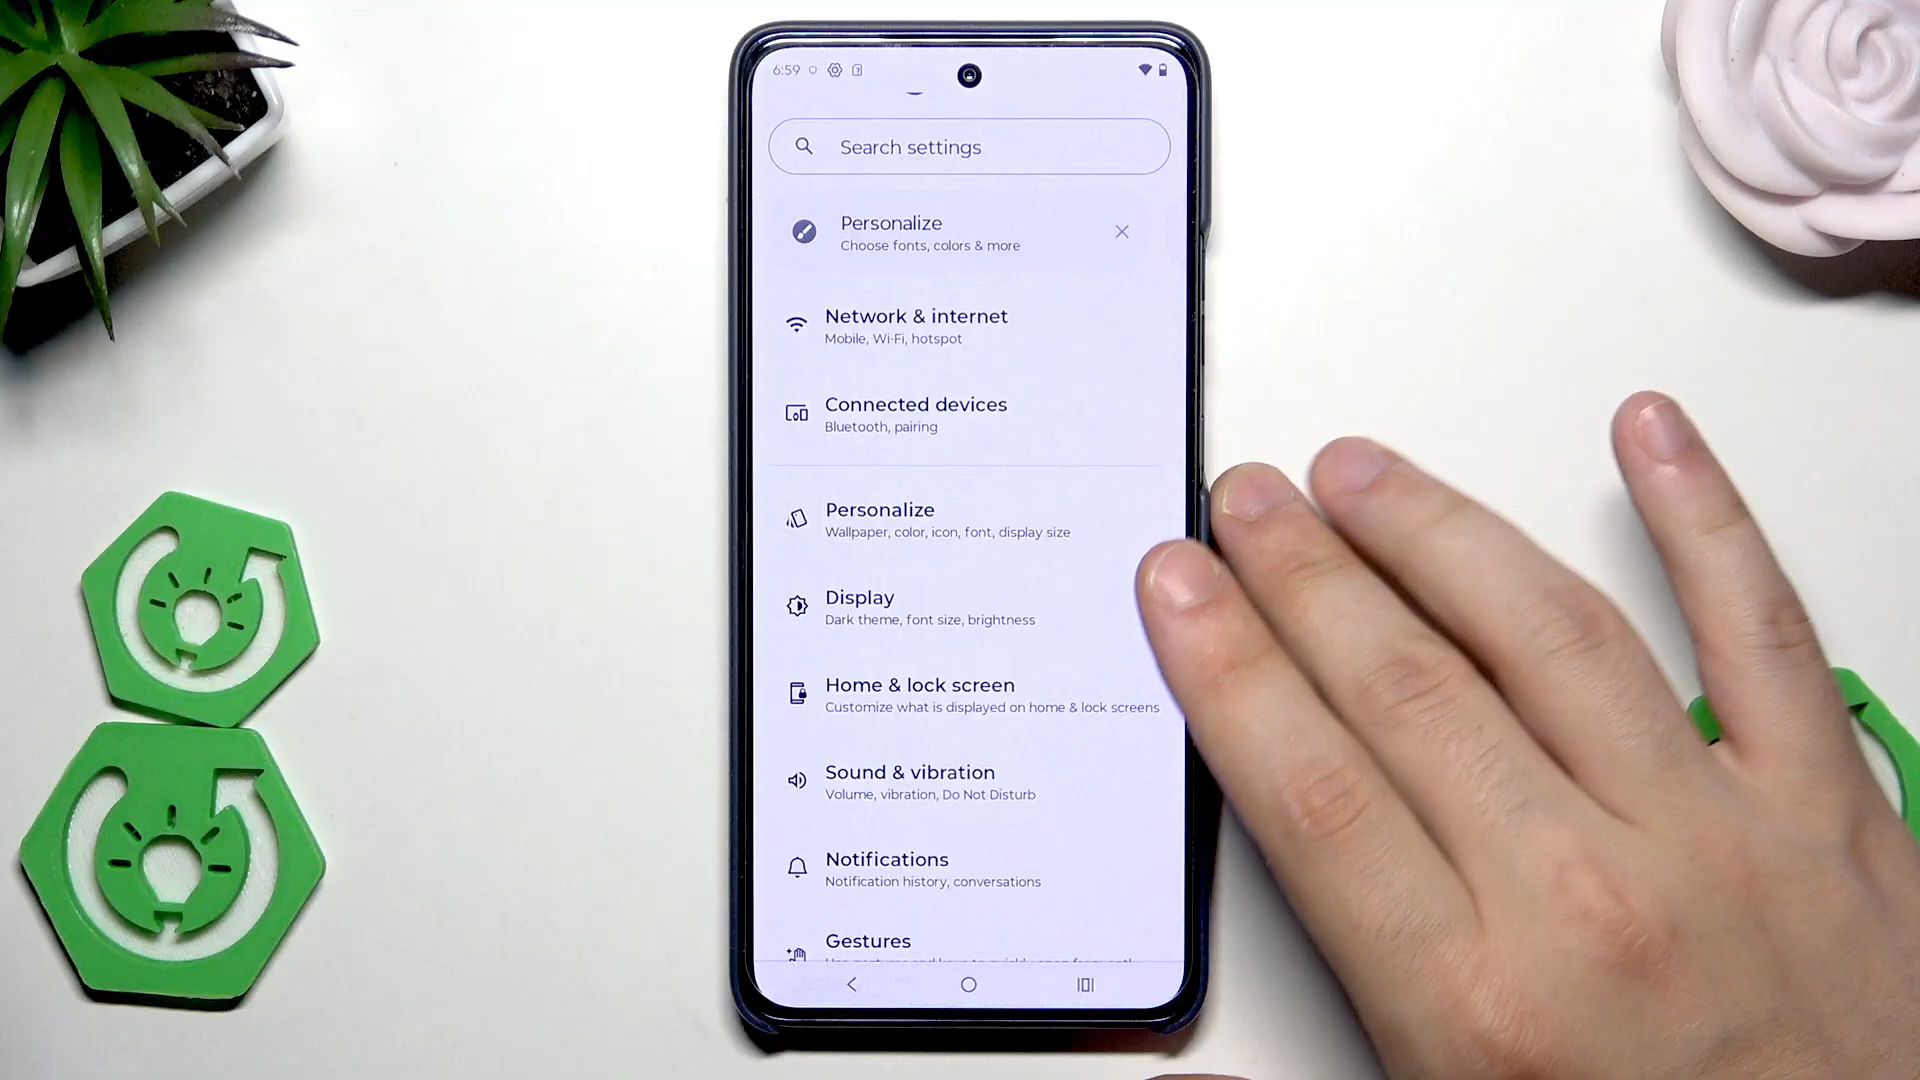 6:59
Search settings
Personalize
Choose fonts, colors & more
Network & internet
Mobile, Wi-Fi, hotspot
Connected devices
Bluetooth, pairing
Personalize
Wallpaper, color, icon, font, display size
Display
Dark theme, font size, brightness
Home & lock screen
Customize what is displayed on home & lock screens
Sound & vibration
Volume, vibration, Do Not Disturb
Notifications
Notification history, conversations
Gestures